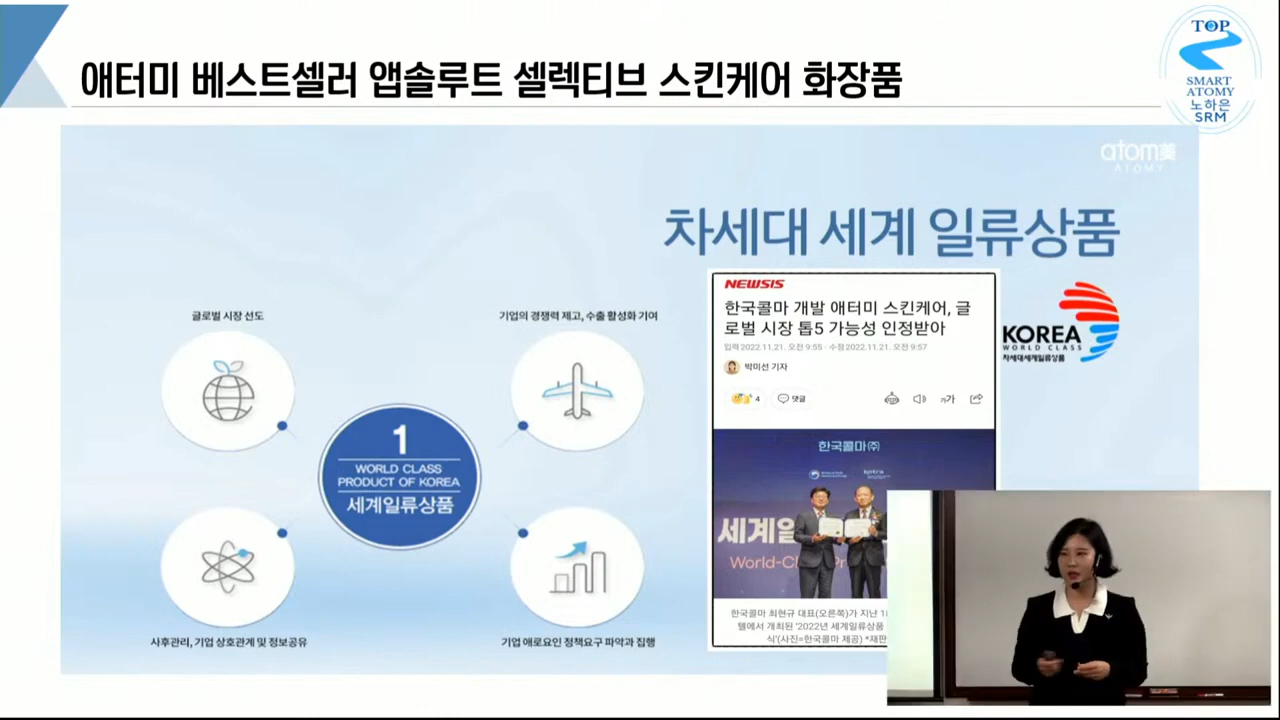 애터미 베스트셀러 앱솔루트 셀렉티브 스킨케어 화장품
TOP
SMART
ATOMY
노하은
SRM
atom美
ATOMY
차세대 세계 일류상품
글로벌 시장 선도
기업의 경쟁력 제고, 수출 활성화 기여
1
WORLD CLASS
PRODUCT OF KOREA
세계일류상품
사후관리, 기업 상호관계 및 정보공유
기업 애로요인 정책요구 파악과 집행
NEWSIS
한국콜마 개발 애터미 스킨케어, 글
로벌 시장 톱5 가능성 인정받아
입력 2022.11.21. 오전 9:55 · 수정 2022.11.21. 오전 9:57
박미선 기자
4
댓글
가가
한국콜마(주)
kotra
세계일
World-Cl
한국콜마 최현규 대표(오른쪽)가 지난 1
텔에서 개최된 '2022년 세계일류상품
식'(사진=한국콜마 제공) *재판
KOREA
WORLD CLASS
차세대세계일류상품